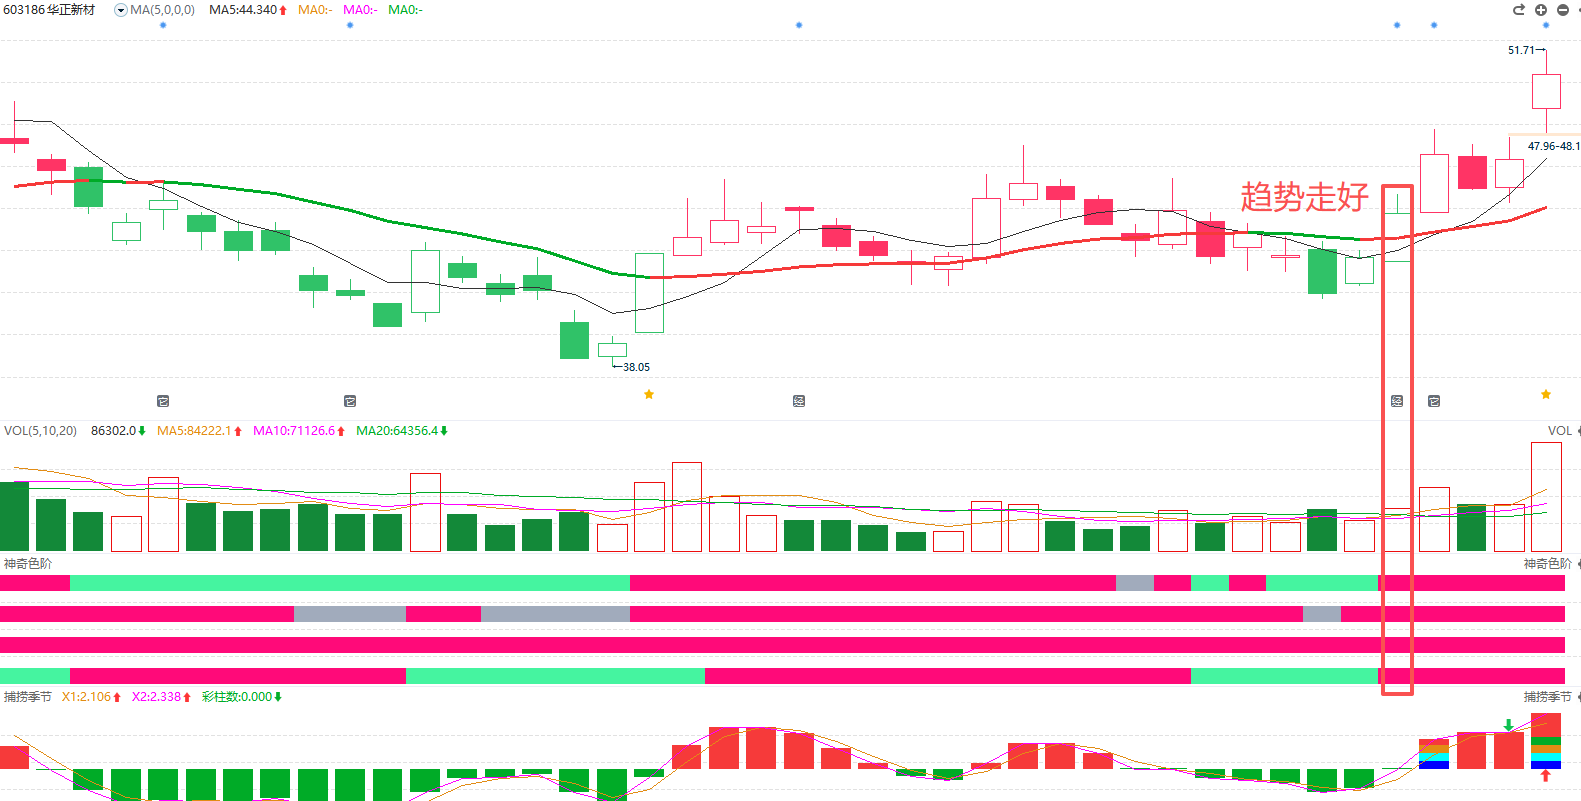 603186 华正新材 MA(5,0,0,0) MA5:44.340 MA0:- MA0:- MA0:-
51.71
47.96-48.1
趋势走好
38.05
VOL(5,10,20) 86302.0 MA5:84222.1 MA10:71126.6 MA20:64356.4 VOL
神奇色阶 神奇色阶
捕捞季节 X1:2.106 X2:2.338 彩柱数:0.000 捕捞季节